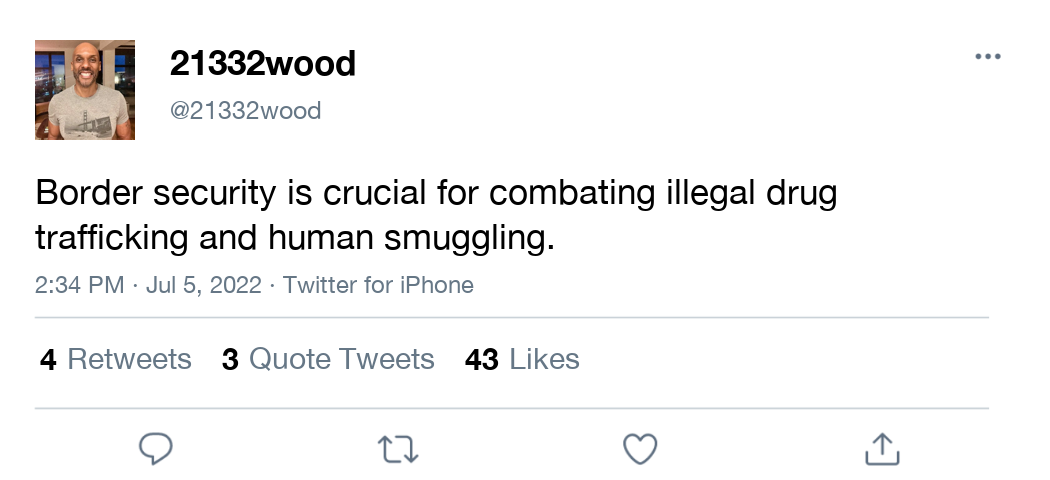 21332wood
@21332wood
Border security is crucial for combating illegal drug
trafficking and human smuggling.
2:34 PM · Jul 5, 2022 · Twitter for iPhone
4 Retweets 3 Quote Tweets 43 Likes